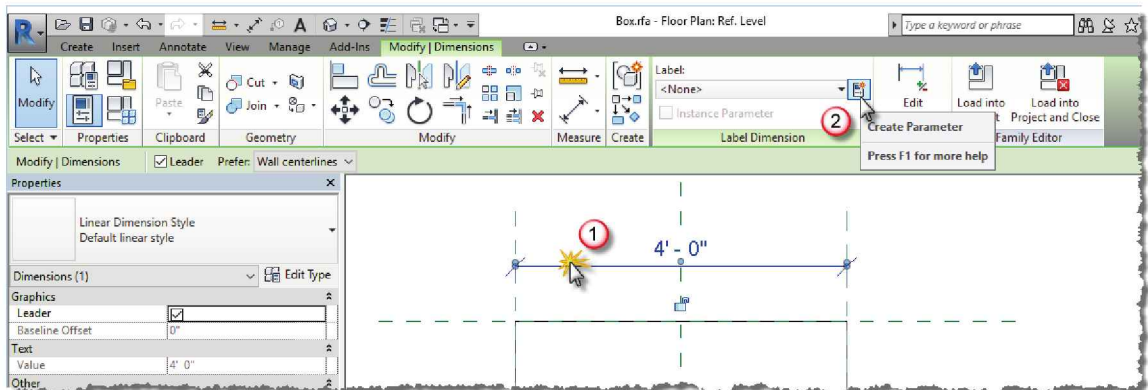 R
A
Box.rfa - Floor Plan: Ref. Level
Type a keyword or phrase
Create Insert Annotate View Manage Add-Ins Modify | Dimensions
Modify
Paste
Cut
Join
Label:
<None>
Instance Parameter
Edit
Load into
Load into
Project and Close
Select Properties Clipboard Geometry Modify Measure Create Label Dimension Family Editor
2
Create Parameter
Press F1 for more help
Modify | Dimensions Leader Prefer: Wall centerlines
Properties
Linear Dimension Style
Default linear style
Dimensions (1) Edit Type
Graphics
Leader
Baseline Offset 0"
Text
Value 4' 0"
Other
1
4' - 0"